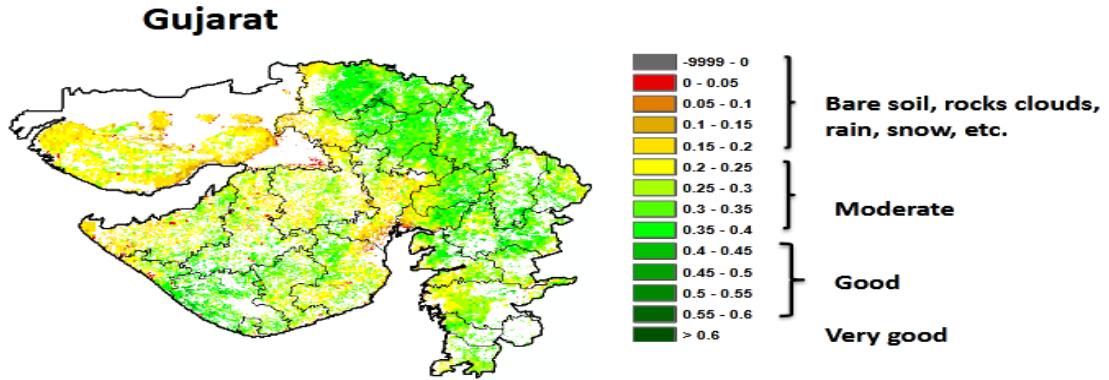 Gujarat
-9999 - 0
0 - 0.05
0.05 - 0.1
0.1 - 0.15
0.15 - 0.2
0.2 - 0.25
0.25 - 0.3
0.3 - 0.35
0.35 - 0.4
0.4 - 0.45
0.45 - 0.5
0.5 - 0.55
0.55 - 0.6
> 0.6
Bare soil, rocks clouds,
rain, snow, etc.
Moderate
Good
Very good